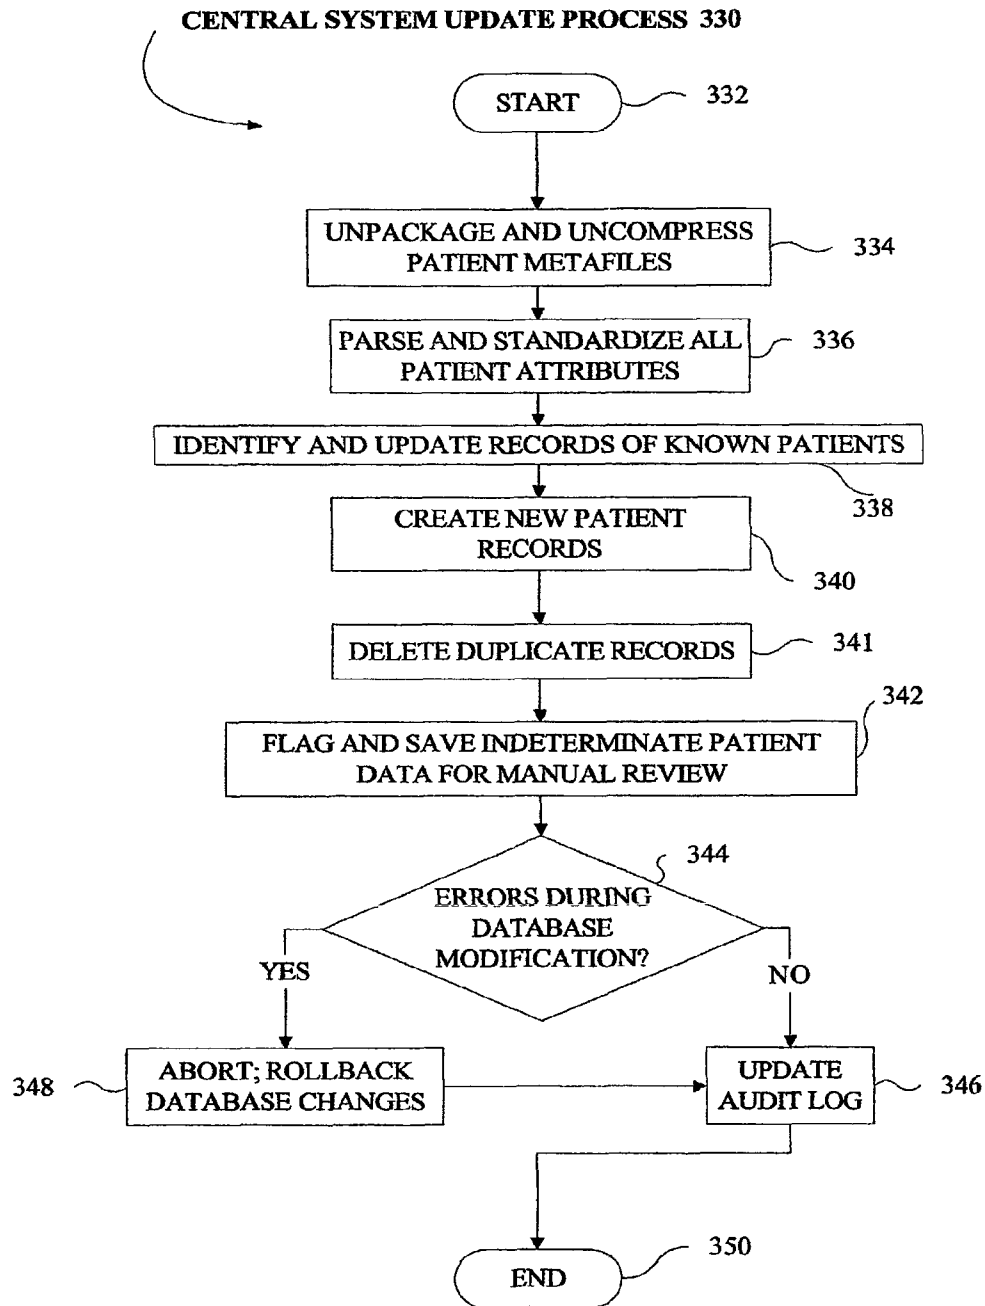 CENTRAL SYSTEM UPDATE PROCESS 330
START
332
UNPACKAGE AND UNCOMPRESS
PATIENT METAFILES
334
PARSE AND STANDARDIZE ALL
PATIENT ATTRIBUTES
336
IDENTIFY AND UPDATE RECORDS OF KNOWN PATIENTS
338
CREATE NEW PATIENT
RECORDS
340
DELETE DUPLICATE RECORDS
341
342
FLAG AND SAVE INDETERMINATE PATIENT
DATA FOR MANUAL REVIEW
344
ERRORS DURING
DATABASE
MODIFICATION?
YES
NO
348
ABORT; ROLLBACK
DATABASE CHANGES
UPDATE
AUDIT LOG
346
350
END